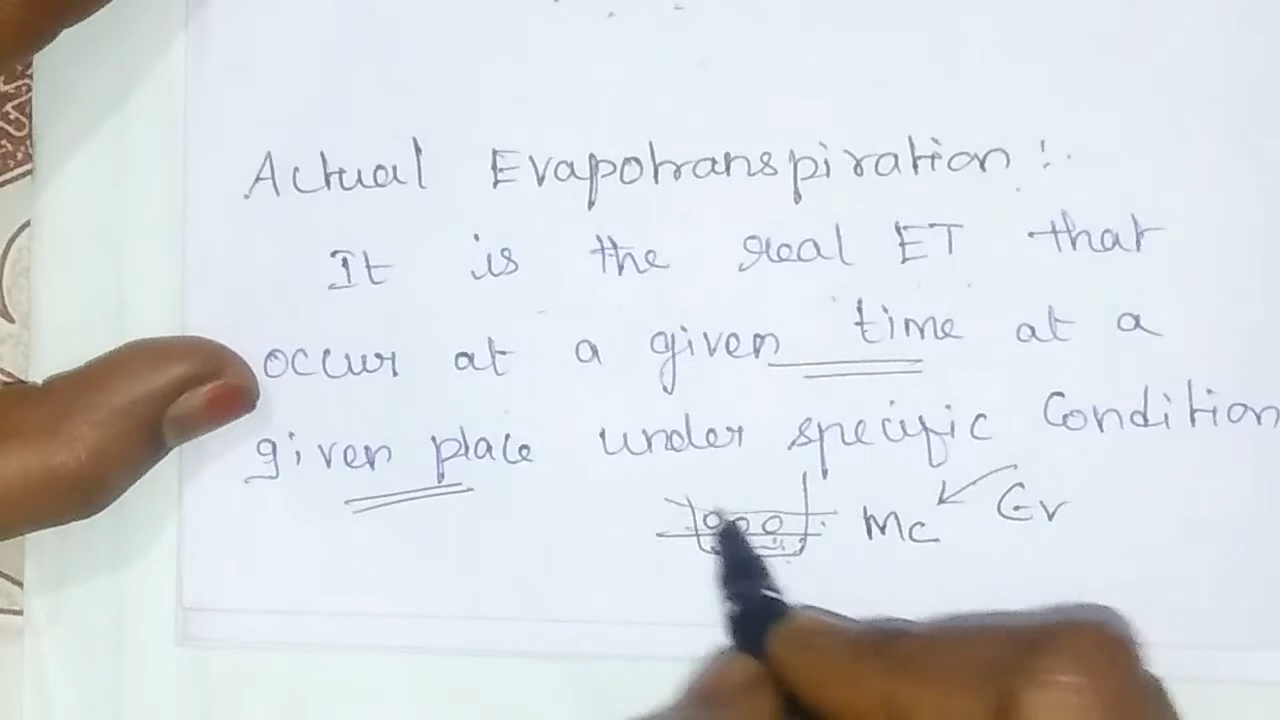 Actual Evapotranspiration :
It is the real ET that
occur at a given time at a
given place under specific Condition
Mc